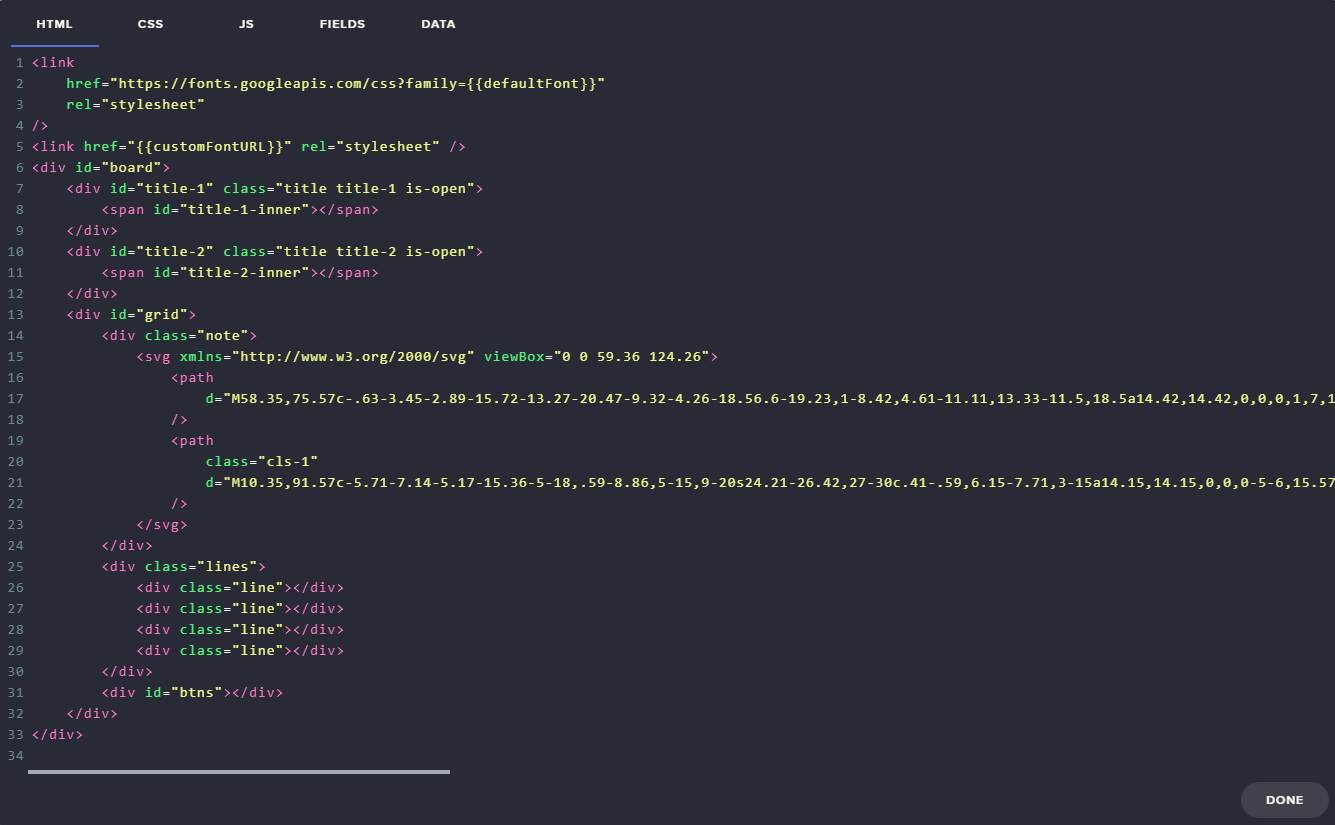 HTML CSS JS FIELDS DATA
1 <link
2     href="https://fonts.googleapis.com/css?family={{defaultFont}}"
3     rel="stylesheet"
4 />
5 <link href="{{customFontURL}}" rel="stylesheet" />
6 <div id="board">
7     <div id="title-1" class="title title-1 is-open">
8         <span id="title-1-inner"></span>
9     </div>
10     <div id="title-2" class="title title-2 is-open">
11         <span id="title-2-inner"></span>
12     </div>
13     <div id="grid">
14         <div class="note">
15             <svg xmlns="http://www.w3.org/2000/svg" viewBox="0 0 59.36 124.26">
16                 <path
17                     d="M58.35,75.57c-.63-3.45-2.89-15.72-13.27-20.47-9.32-4.26-18.56.6-19.23,1-8.42,4.61-11.11,13.33-11.5,18.5a14.42,14.42,0,0,0,1,7,1
18                 />
19                 <path
20                     class="cls-1"
21                     d="M10.35,91.57c-5.71-7.14-5.17-15.36-5-18,.59-8.86,5-15,9-20s24.21-26.42,27-30c.41-.59,6.15-7.71,3-15a14.15,14.15,0,0,0-5-6,15.57
22                 />
23             </svg>
24         </div>
25         <div class="lines">
26             <div class="line"></div>
27             <div class="line"></div>
28             <div class="line"></div>
29             <div class="line"></div>
30         </div>
31         <div id="btns"></div>
32     </div>
33 </div>
34
DONE